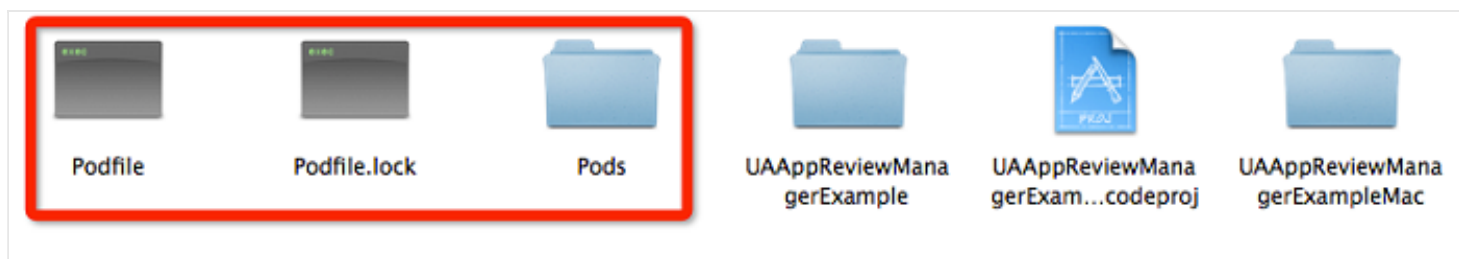 exec
exec
PROJ
Podfile
Podfile.lock
Pods
UAAppReviewMana
gerExample
UAAppReviewMana
gerExam...codeproj
UAAppReviewMana
gerExampleMac